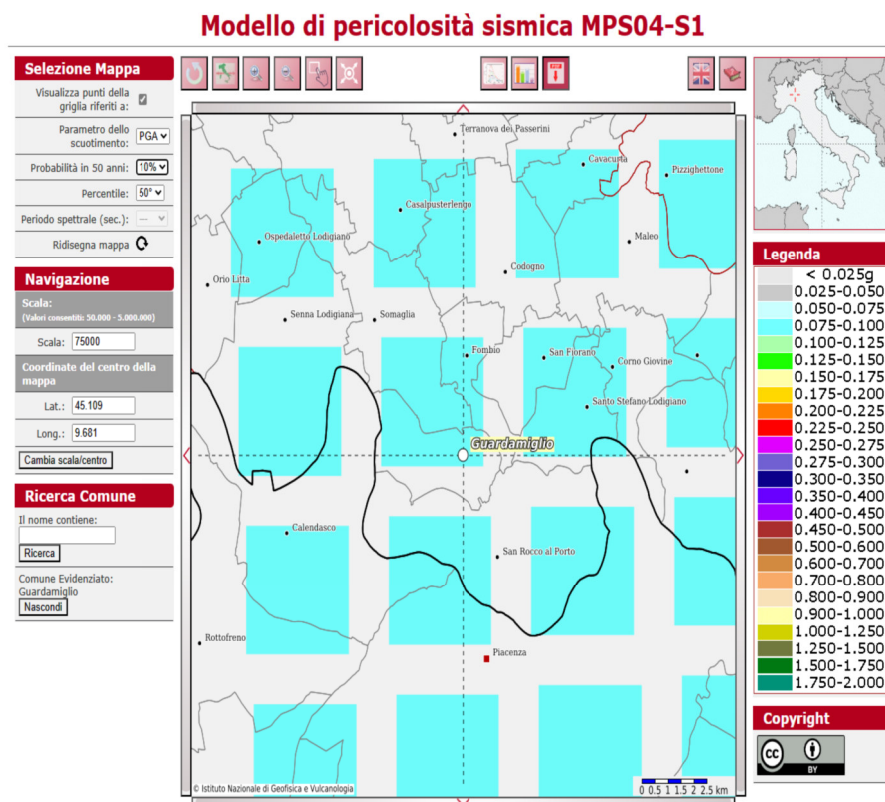 Modello di pericolosità sismica MPS04-S1
Selezione Mappa
Visualizza punti della
griglia riferiti a:
Parametro dello
scuotimento: PGA
Probabilità in 50 anni: 10%
Percentile: 50°
Periodo spettrale (sec.): ---
Ridisegna mappa
Navigazione
Scala:
(Valori consentiti: 50.000 - 5.000.000)
Scala: 75000
Coordinate del centro della
mappa
Lat.: 45.109
Long.: 9.681
Cambia scala/centro
Ricerca Comune
Il nome contiene:
Ricerca
Comune Evidenziato:
Guardamiglio
Nascondi
PDF
Terranova dei Passerini
Cavacurta
Pizzighettone
Casalpusterlengo
Ospedaletto Lodigiano
Maleo
Codogno
Orio Litta
Senna Lodigiana
Somaglia
Fombio
San Fiorano
Corno Giovine
Santo Stefano Lodigiano
Guardamiglio
Calendasco
San Rocco al Porto
Rottofreno
Piacenza
© Istituto Nazionale di Geofisica e Vulcanologia
0 0.5 1 1.5 2 2.5 km
Legenda
< 0.025g
0.025-0.050
0.050-0.075
0.075-0.100
0.100-0.125
0.125-0.150
0.150-0.175
0.175-0.200
0.200-0.225
0.225-0.250
0.250-0.275
0.275-0.300
0.300-0.350
0.350-0.400
0.400-0.450
0.450-0.500
0.500-0.600
0.600-0.700
0.700-0.800
0.800-0.900
0.900-1.000
1.000-1.250
1.250-1.500
1.500-1.750
1.750-2.000
Copyright
cc
BY